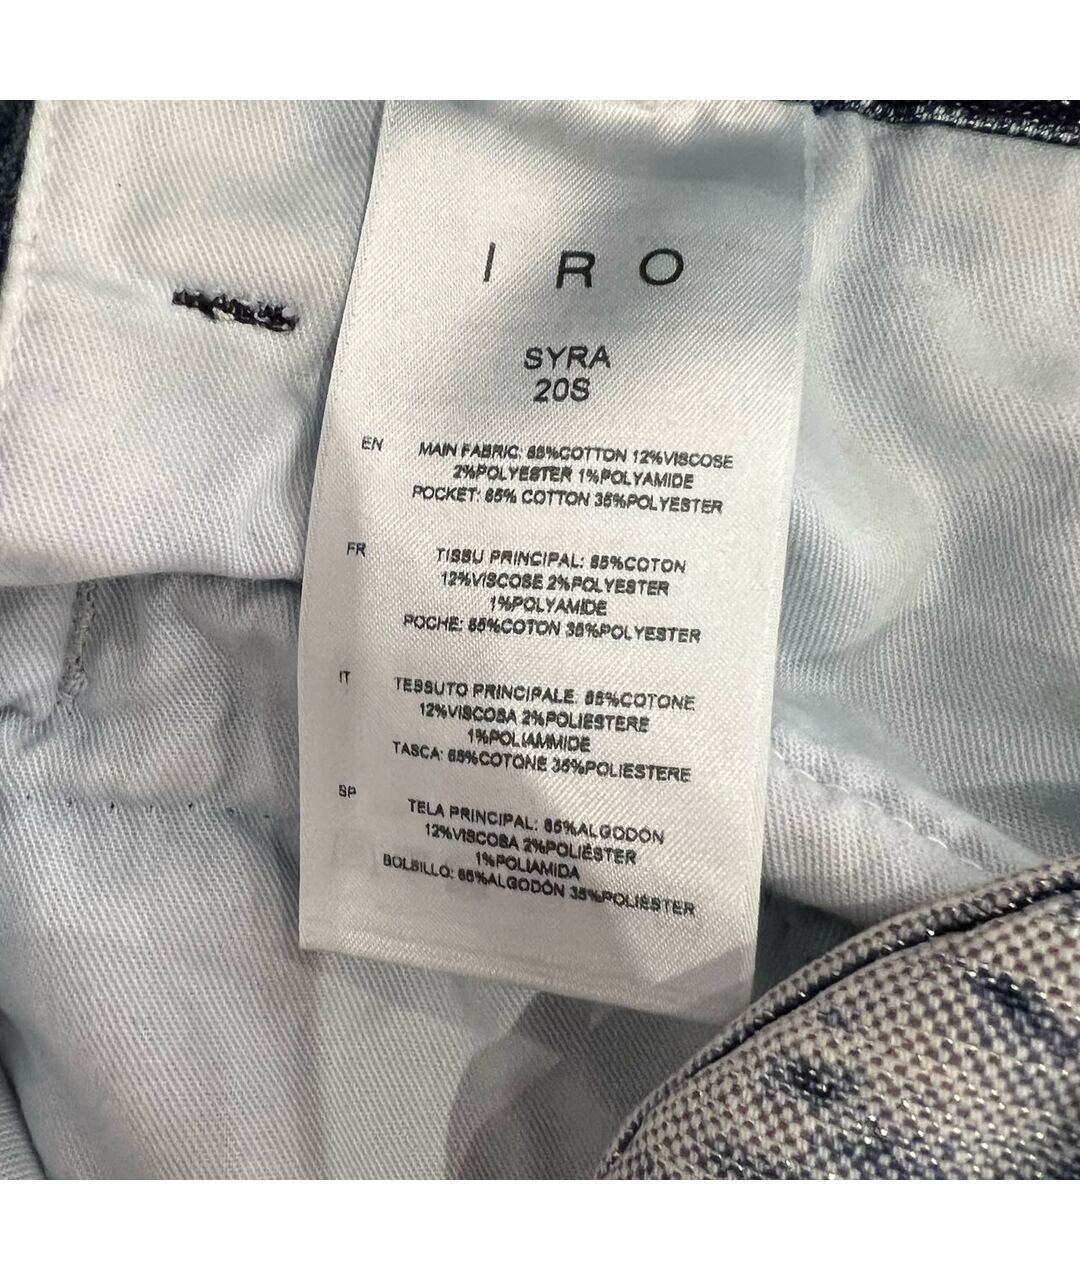 IRO
SYRA
20S
EN
MAIN FABRIC: 85%COTTON 12%VISCOSE
2%POLYESTER 1%POLYAMIDE
POCKET: 65% COTTON 35%POLYESTER
FR
TISSU PRINCIPAL: 85%COTON
12%VISCOSE 2%POLYESTER
1%POLYAMIDE
POCHE: 65%COTON 35%POLYESTER
IT
TESSUTO PRINCIPALE: 85%COTONE
12%VISCOSA 2%POLIESTERE
1%POLIAMMIDE
TASCA: 65%COTONE 35%POLIESTERE
SP
TELA PRINCIPAL: 85%ALGODÓN
12%VISCOSA 2%POLIÉSTER
1%POLIAMIDA
BOLSILLO: 65%ALGODÓN 35%POLIÉSTER